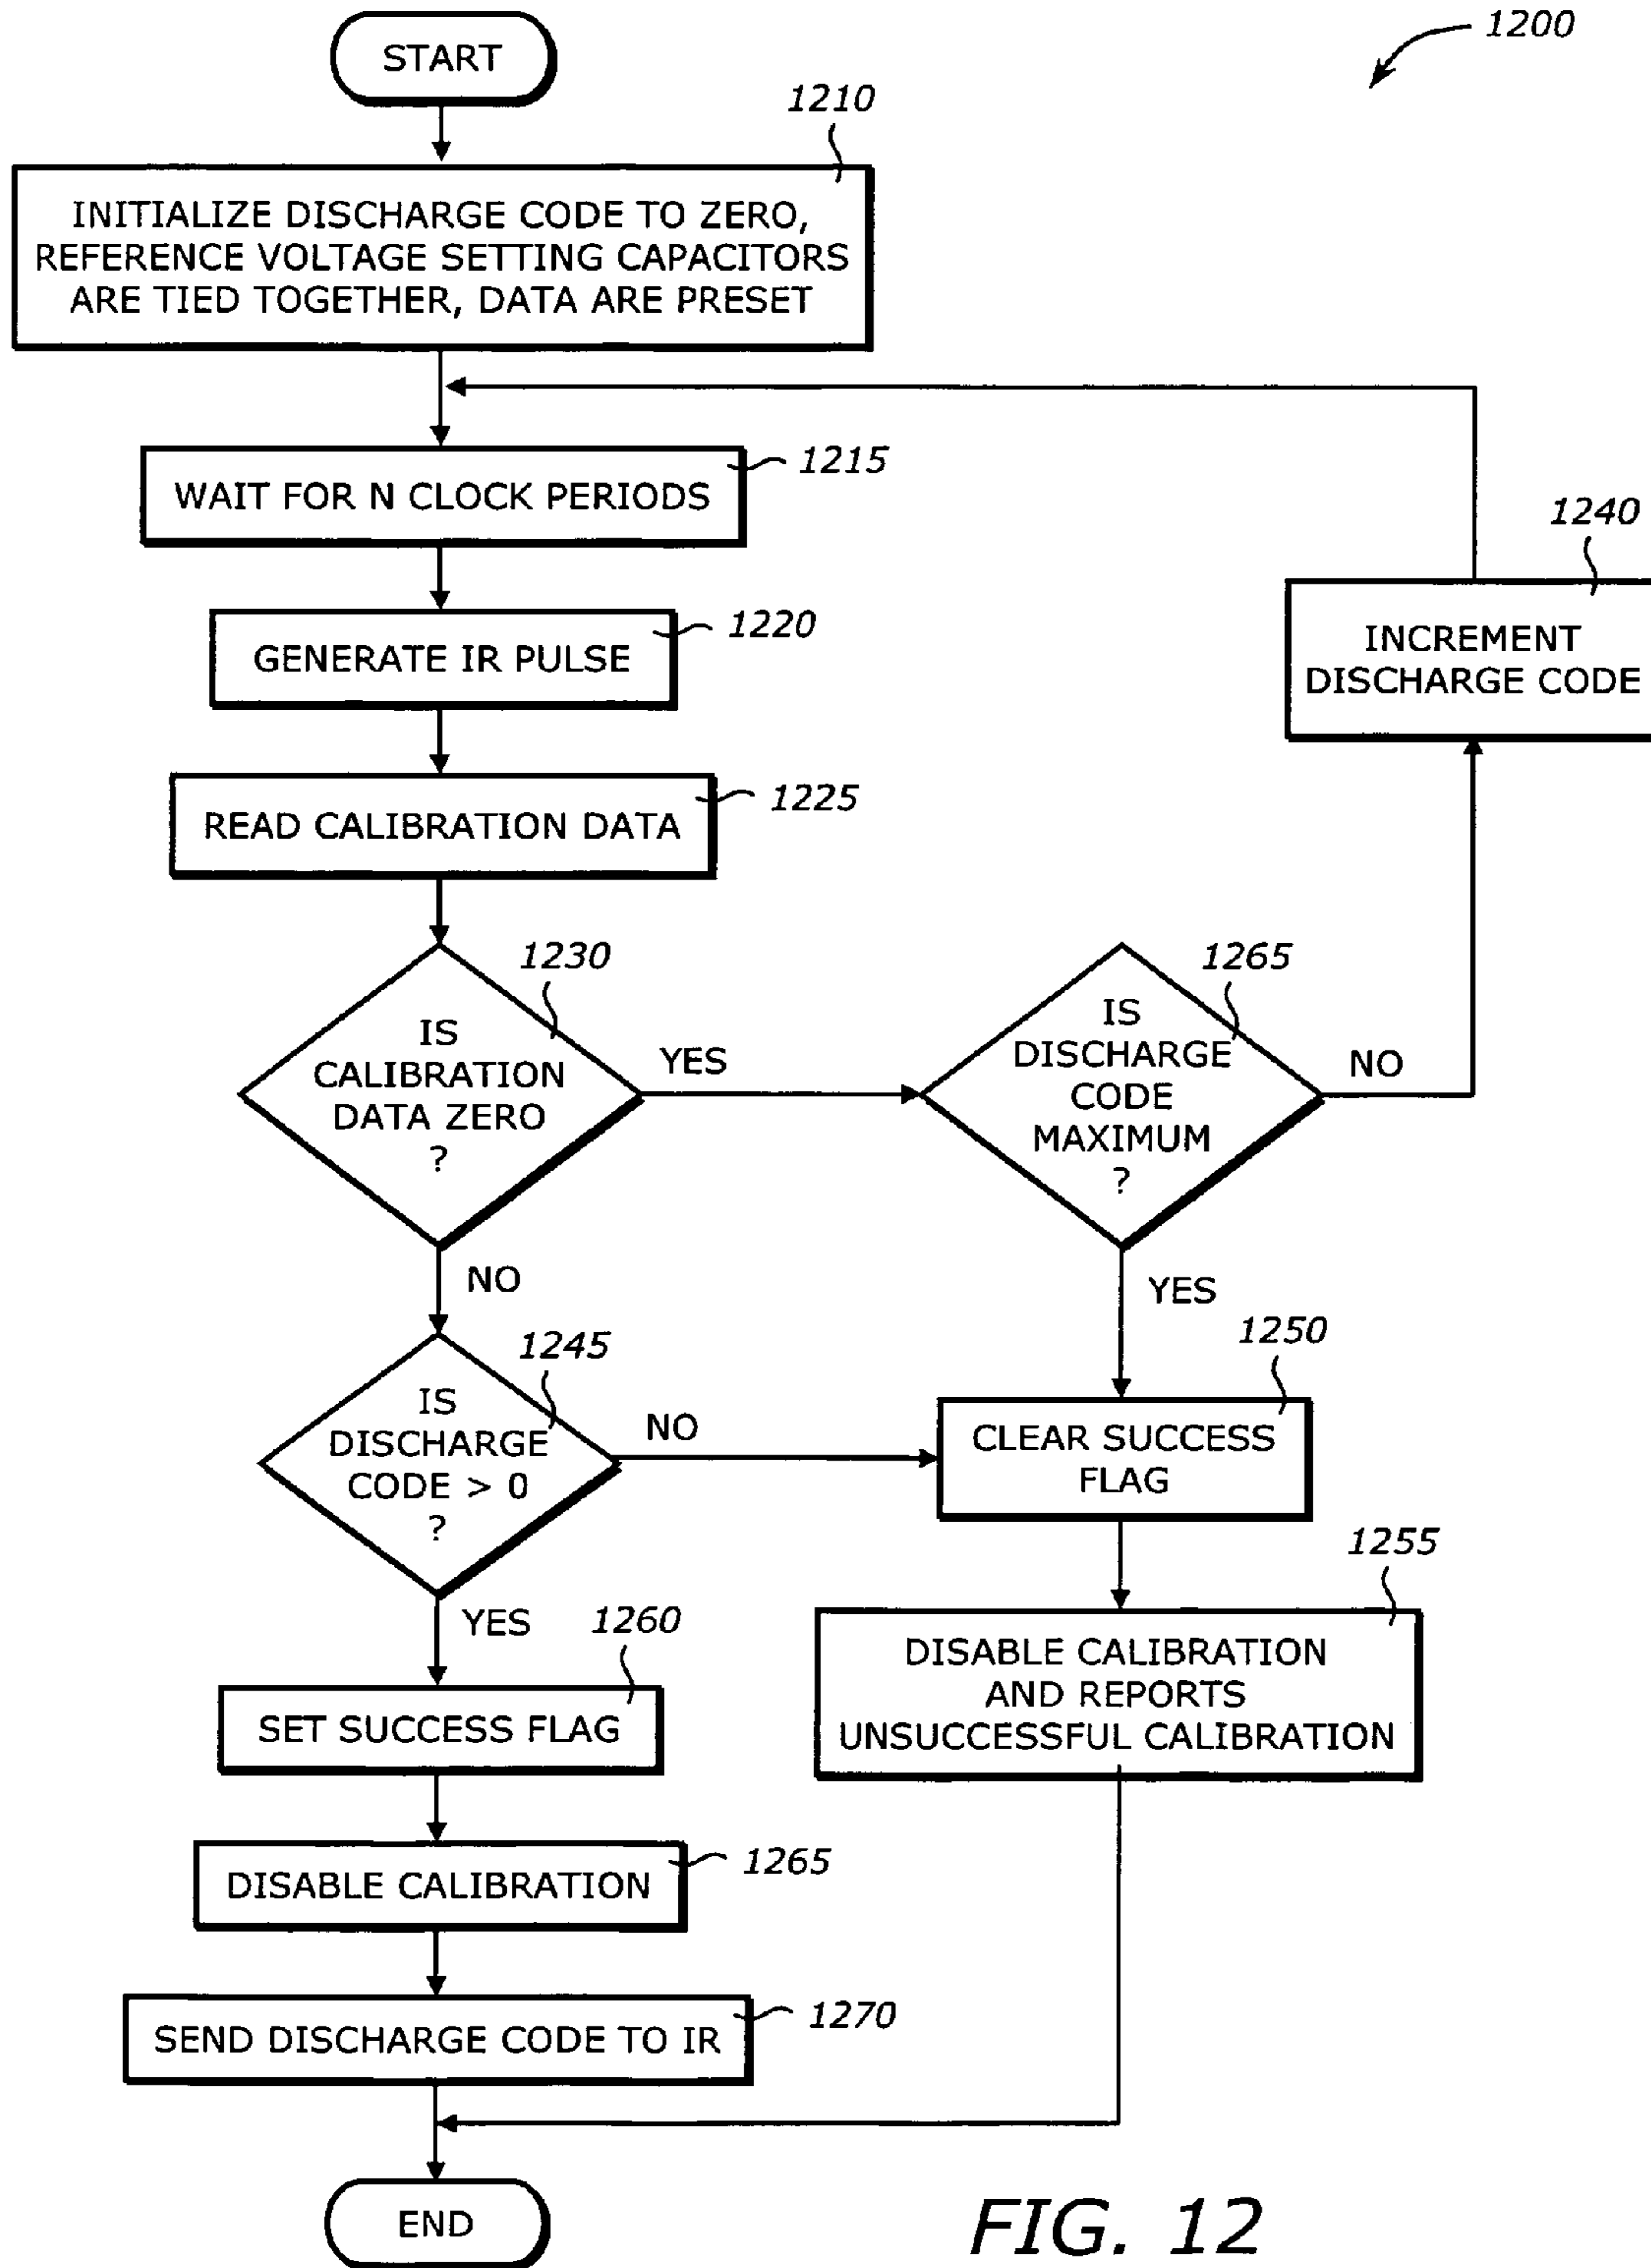 1200
START
1210
INITIALIZE DISCHARGE CODE TO ZERO,
REFERENCE VOLTAGE SETTING CAPACITORS
ARE TIED TOGETHER, DATA ARE PRESET
1215
WAIT FOR N CLOCK PERIODS
1220
GENERATE IR PULSE
1240
INCREMENT
DISCHARGE CODE
1225
READ CALIBRATION DATA
1230
IS
CALIBRATION
DATA ZERO
?
YES
NO
1265
IS
DISCHARGE
CODE
MAXIMUM
?
NO
YES
1245
IS
DISCHARGE
CODE > 0
?
NO
YES
1250
CLEAR SUCCESS
FLAG
1255
DISABLE CALIBRATION
AND REPORTS
UNSUCCESSFUL CALIBRATION
1260
SET SUCCESS FLAG
1265
DISABLE CALIBRATION
1270
SEND DISCHARGE CODE TO IR
END
FIG. 12